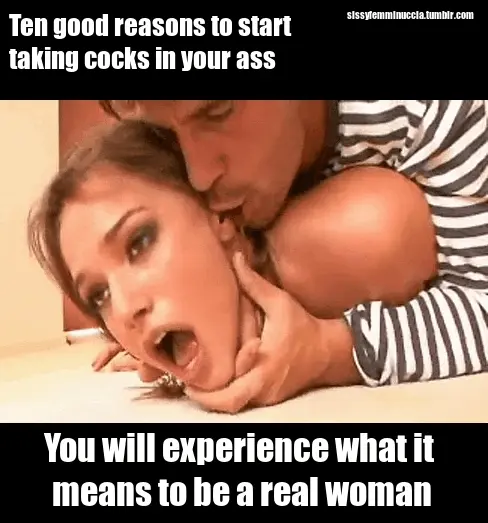 Ten good reasons to start
sissyfemminuccia.tumblr.com
taking cocks in your ass
You will experience what it
means to be a real woman